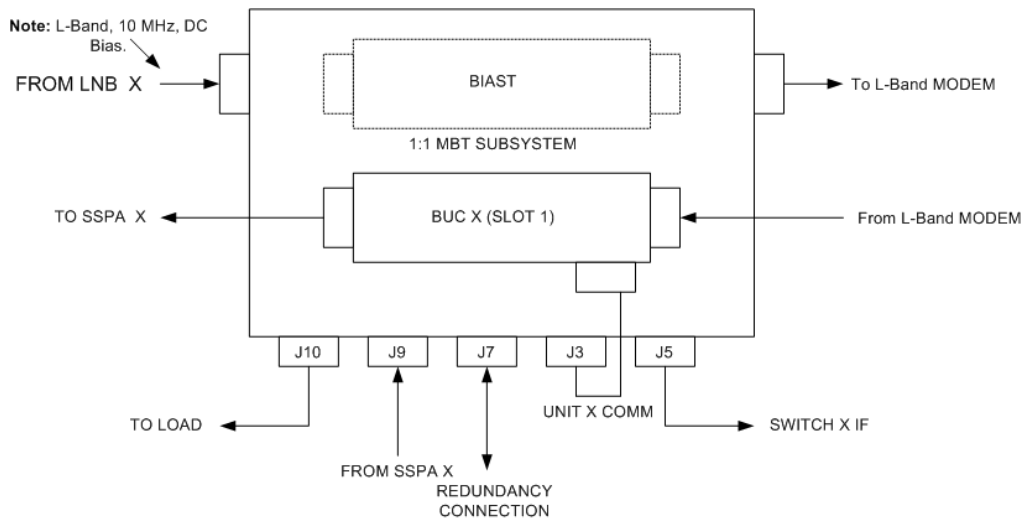 Note: L-Band, 10 MHz, DC
Bias.
FROM LNB X
BIAST
To L-Band MODEM
1:1 MBT SUBSYSTEM
TO SSPA X
BUC X (SLOT 1)
From L-Band MODEM
J10
J9
J7
J3
J5
TO LOAD
UNIT X COMM
SWITCH X IF
FROM SSPA X
REDUNDANCY
CONNECTION